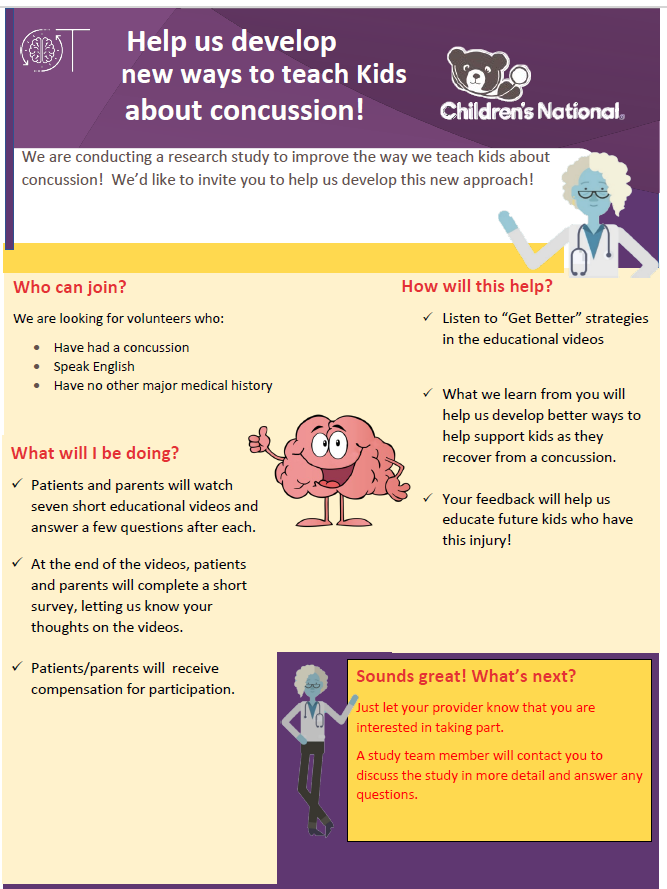 OT
Help us develop
new ways to teach Kids
about concussion!
Children's National®
We are conducting a research study to improve the way we teach kids about
concussion!  We'd like to invite you to help us develop this new approach!
Who can join?
We are looking for volunteers who:
• Have had a concussion
• Speak English
• Have no other major medical history
What will I be doing?
✓ Patients and parents will watch
seven short educational videos and
answer a few questions after each.
✓ At the end of the videos, patients
and parents will complete a short
survey, letting us know your
thoughts on the videos.
✓ Patients/parents will  receive
compensation for participation.
How will this help?
✓ Listen to “Get Better” strategies
in the educational videos
✓ What we learn from you will
help us develop better ways to
help support kids as they
recover from a concussion.
✓ Your feedback will help us
educate future kids who have
this injury!
Sounds great! What's next?
Just let your provider know that you are
interested in taking part.
A study team member will contact you to
discuss the study in more detail and answer any
questions.